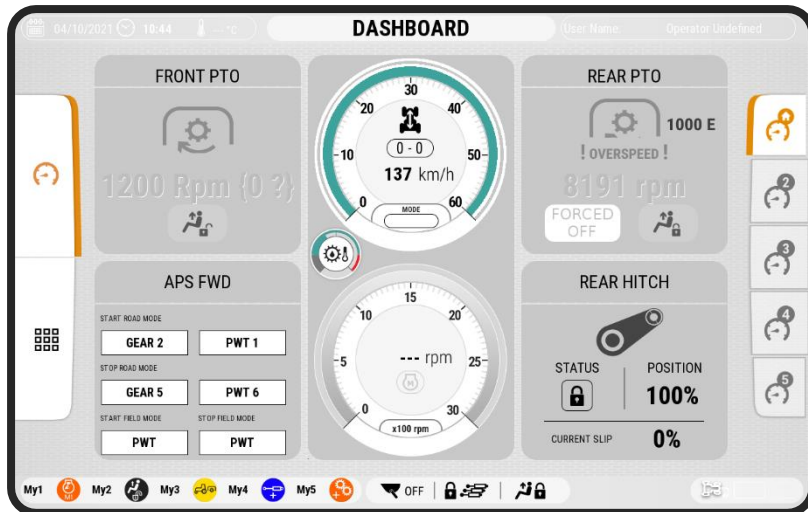 04/10/2021 10:44 --- °C
DASHBOARD
User Name: Operator Undefined
FRONT PTO
1200 Rpm {0 ?}
0 10 20 30 40 50 60
0 - 0
137 km/h
MODE
REAR PTO
1000 E
! OVERSPEED !
8191 rpm
FORCED
OFF
2
3
4
5
APS FWD
START ROAD MODE
GEAR 2 PWT 1
STOP ROAD MODE
GEAR 5 PWT 6
START FIELD MODE STOP FIELD MODE
PWT PWT
0 5 10 15 20 25 30
--- rpm
x100 rpm
REAR HITCH
STATUS POSITION
100%
CURRENT SLIP 0%
My1 My2 My3 My4 My5 OFF